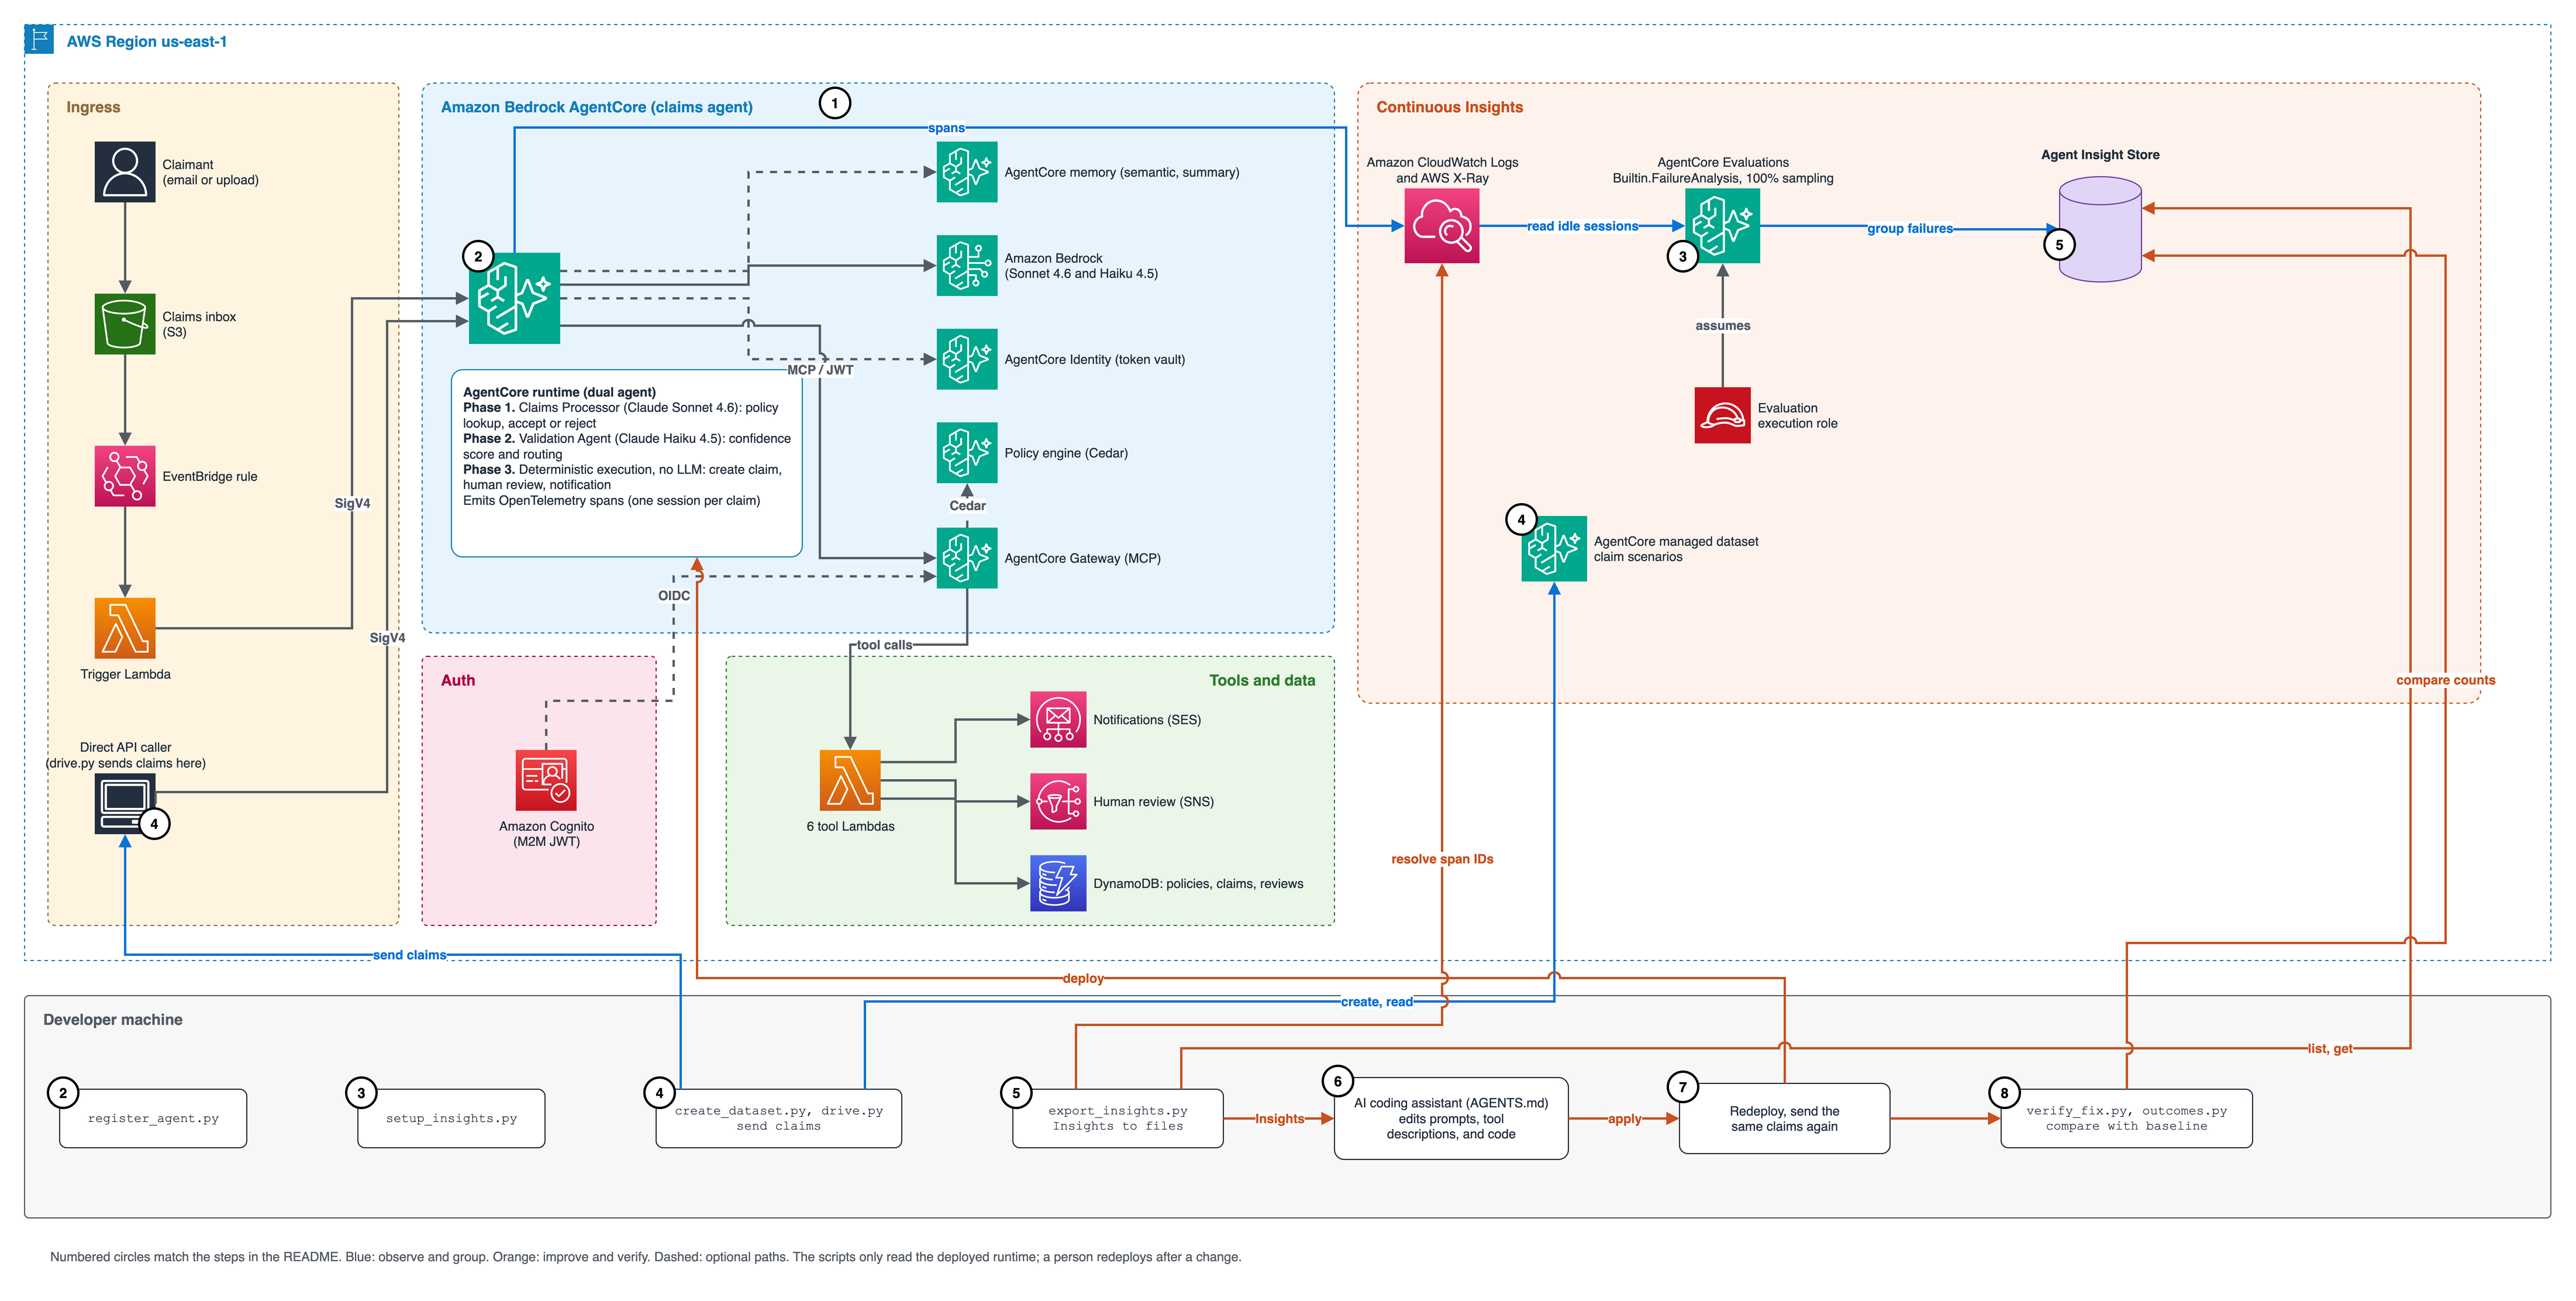 AWS Region us-east-1
Ingress
Claimant
(email or upload)
Claims inbox
(S3)
EventBridge rule
Trigger Lambda
Direct API caller
(drive.py sends claims here)
4
SigV4
SigV4
Amazon Bedrock AgentCore (claims agent)
1
spans
2
AgentCore memory (semantic, summary)
Amazon Bedrock
(Sonnet 4.6 and Haiku 4.5)
AgentCore Identity (token vault)
MCP / JWT
Policy engine (Cedar)
Cedar
AgentCore Gateway (MCP)
AgentCore runtime (dual agent)
Phase 1. Claims Processor (Claude Sonnet 4.6): policy
lookup, accept or reject
Phase 2. Validation Agent (Claude Haiku 4.5): confidence
score and routing
Phase 3. Deterministic execution, no LLM: create claim,
human review, notification
Emits OpenTelemetry spans (one session per claim)
OIDC
tool calls
Auth
Amazon Cognito
(M2M JWT)
Tools and data
6 tool Lambdas
Notifications (SES)
Human review (SNS)
DynamoDB: policies, claims, reviews
Continuous Insights
Amazon CloudWatch Logs
and AWS X-Ray
read idle sessions
AgentCore Evaluations
Builtin.FailureAnalysis, 100% sampling
3
group failures
Agent Insight Store
5
assumes
Evaluation
execution role
4
AgentCore managed dataset
claim scenarios
compare counts
resolve span IDs
send claims
deploy
create, read
list, get
Developer machine
2
register_agent.py
3
setup_insights.py
4
create_dataset.py, drive.py
send claims
5
export_insights.py
Insights to files
Insights
6
AI coding assistant (AGENTS.md)
edits prompts, tool
descriptions, and code
apply
7
Redeploy, send the
same claims again
8
verify_fix.py, outcomes.py
compare with baseline
Numbered circles match the steps in the README. Blue: observe and group. Orange: improve and verify. Dashed: optional paths. The scripts only read the deployed runtime; a person redeploys after a change.